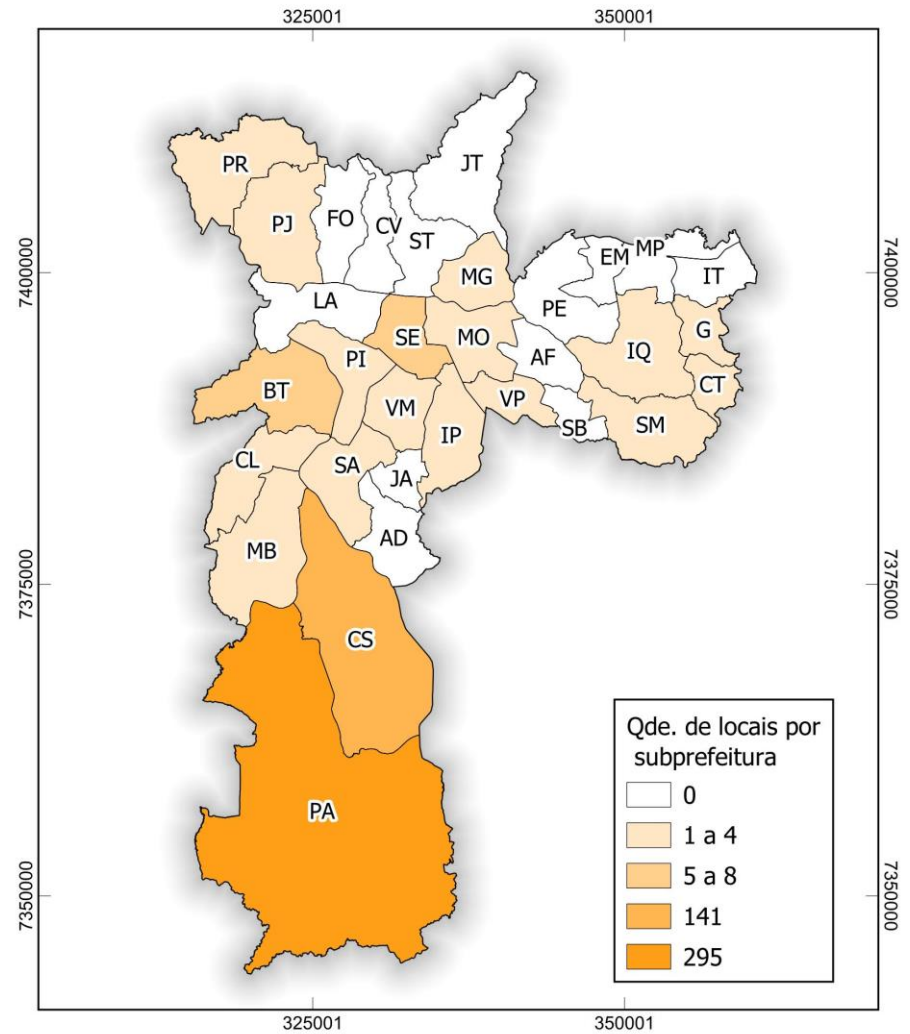 325001
350001
JT
PR
PJ
FO
CV
ST
EM
MP
IT
7400000
7400000
MG
LA
PE
SE
MO
G
IQ
PI
AF
BT
CT
VM
VP
SM
SB
IP
CL
SA
JA
AD
MB
7375000
7375000
CS
Qde. de locais por
subprefeitura
0
PA
1 a 4
5 a 8
7350000
7350000
141
295
325001
350001